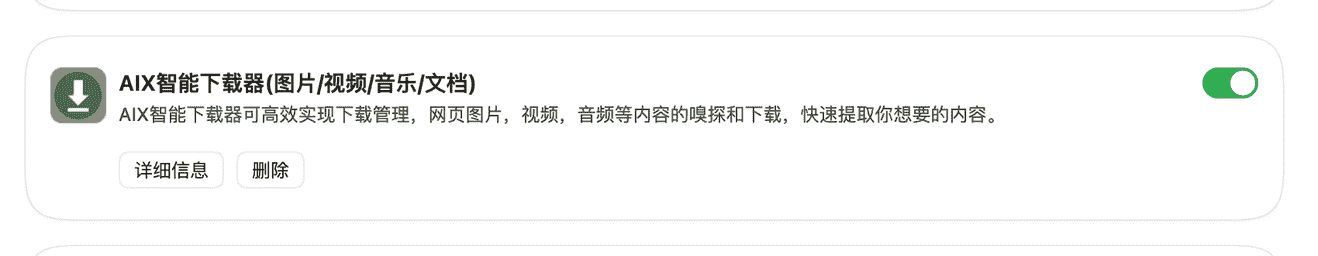 AIX智能下载器(图片/视频/音乐/文档)
AIX智能下载器可高效实现下载管理，网页图片，视频，音频等内容的嗅探和下载，快速提取你想要的内容。
详细信息 删除